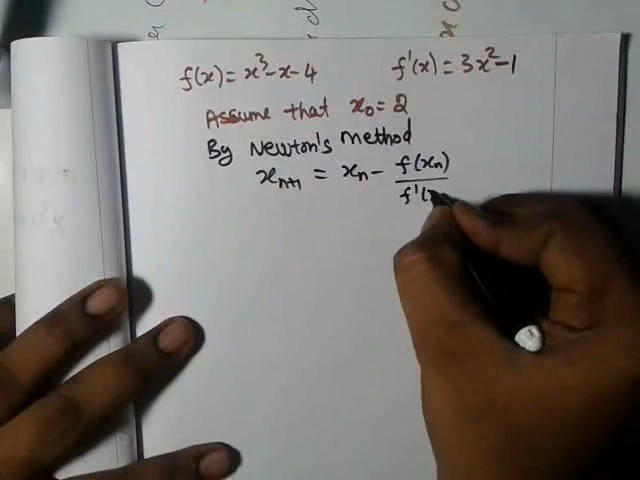 f(x) = x³-x-4 f'(x) = 3x²-1
Assume that x₀ = 2
By Newton's Method
xₙ₊₁ = xₙ - f(xₙ)
f'(